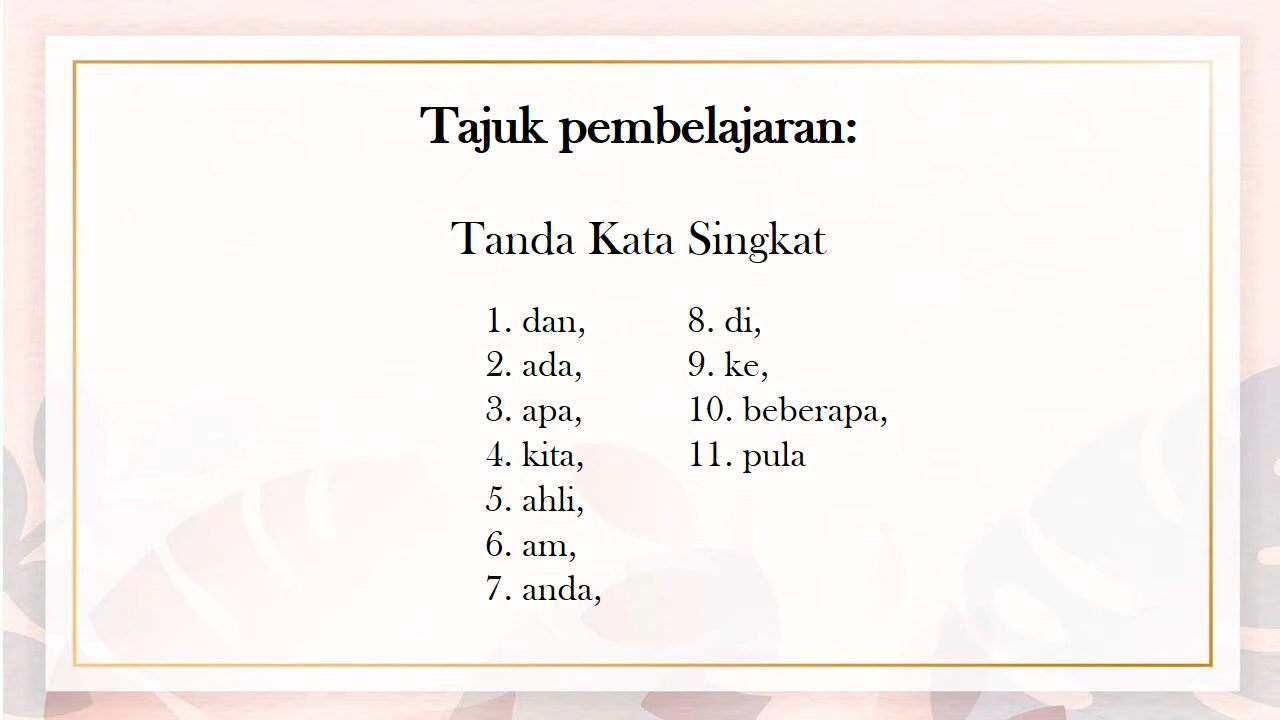 Tajuk pembelajaran:
Tanda Kata Singkat
1. dan,
2. ada,
3. apa,
4. kita,
5. ahli,
6. am,
7. anda,
8. di,
9. ke,
10. beberapa,
11. pula